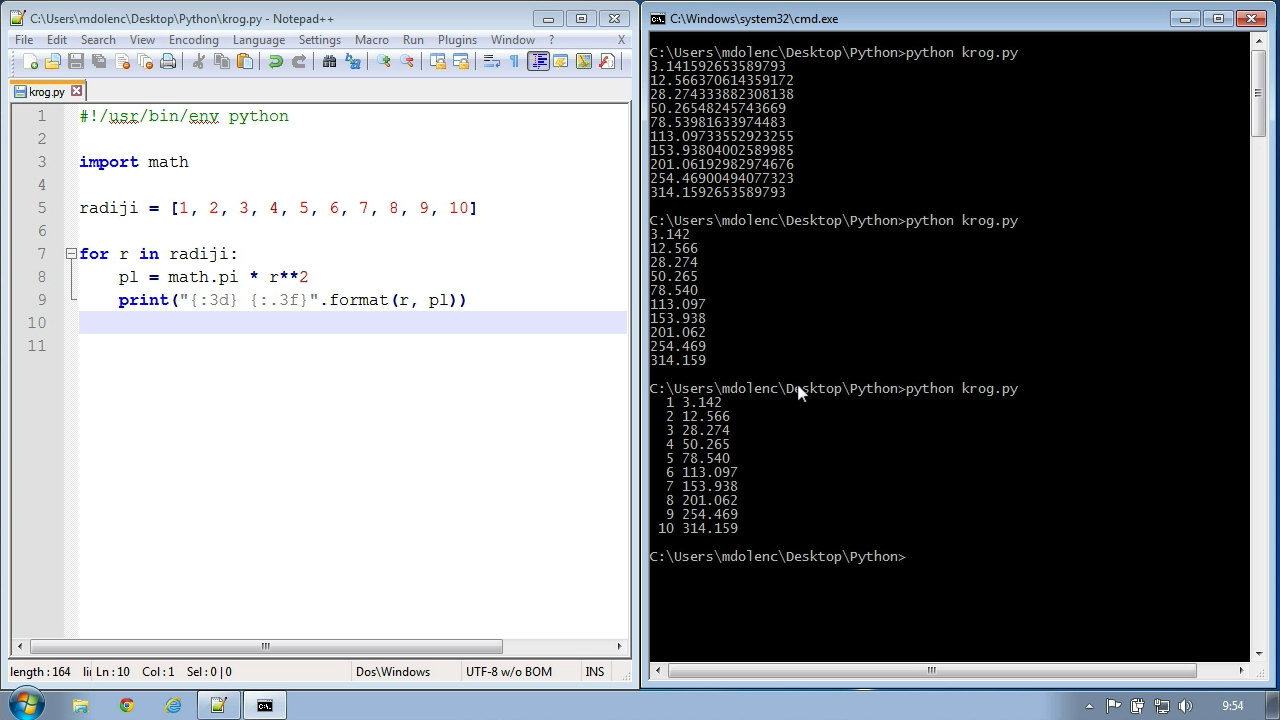 C:\Users\mdolenc\Desktop\Python\krog.py - Notepad++
File Edit Search View Encoding Language Settings Macro Run Plugins Window ? X
krog.py
1 #!/usr/bin/env python
2
3 import math
4
5 radiji = [1, 2, 3, 4, 5, 6, 7, 8, 9, 10]
6
7 for r in radiji:
8 pl = math.pi * r**2
9 print("{:3d} {:.3f}".format(r, pl))
10
11
length : 164 Ln : 10 Col : 1 Sel : 0 | 0 Dos\Windows UTF-8 w/o BOM INS
C:\Windows\system32\cmd.exe
C:\Users\mdolenc\Desktop\Python>python krog.py
3.141592653589793
12.566370614359172
28.274333882308138
50.26548245743669
78.53981633974483
113.09733552923255
153.93804002589985
201.06192982974676
254.46900494077323
314.1592653589793
C:\Users\mdolenc\Desktop\Python>python krog.py
3.142
12.566
28.274
50.265
78.540
113.097
153.938
201.062
254.469
314.159
C:\Users\mdolenc\Desktop\Python>python krog.py
1 3.142
2 12.566
3 28.274
4 50.265
5 78.540
6 113.097
7 153.938
8 201.062
9 254.469
10 314.159
C:\Users\mdolenc\Desktop\Python>
9:54